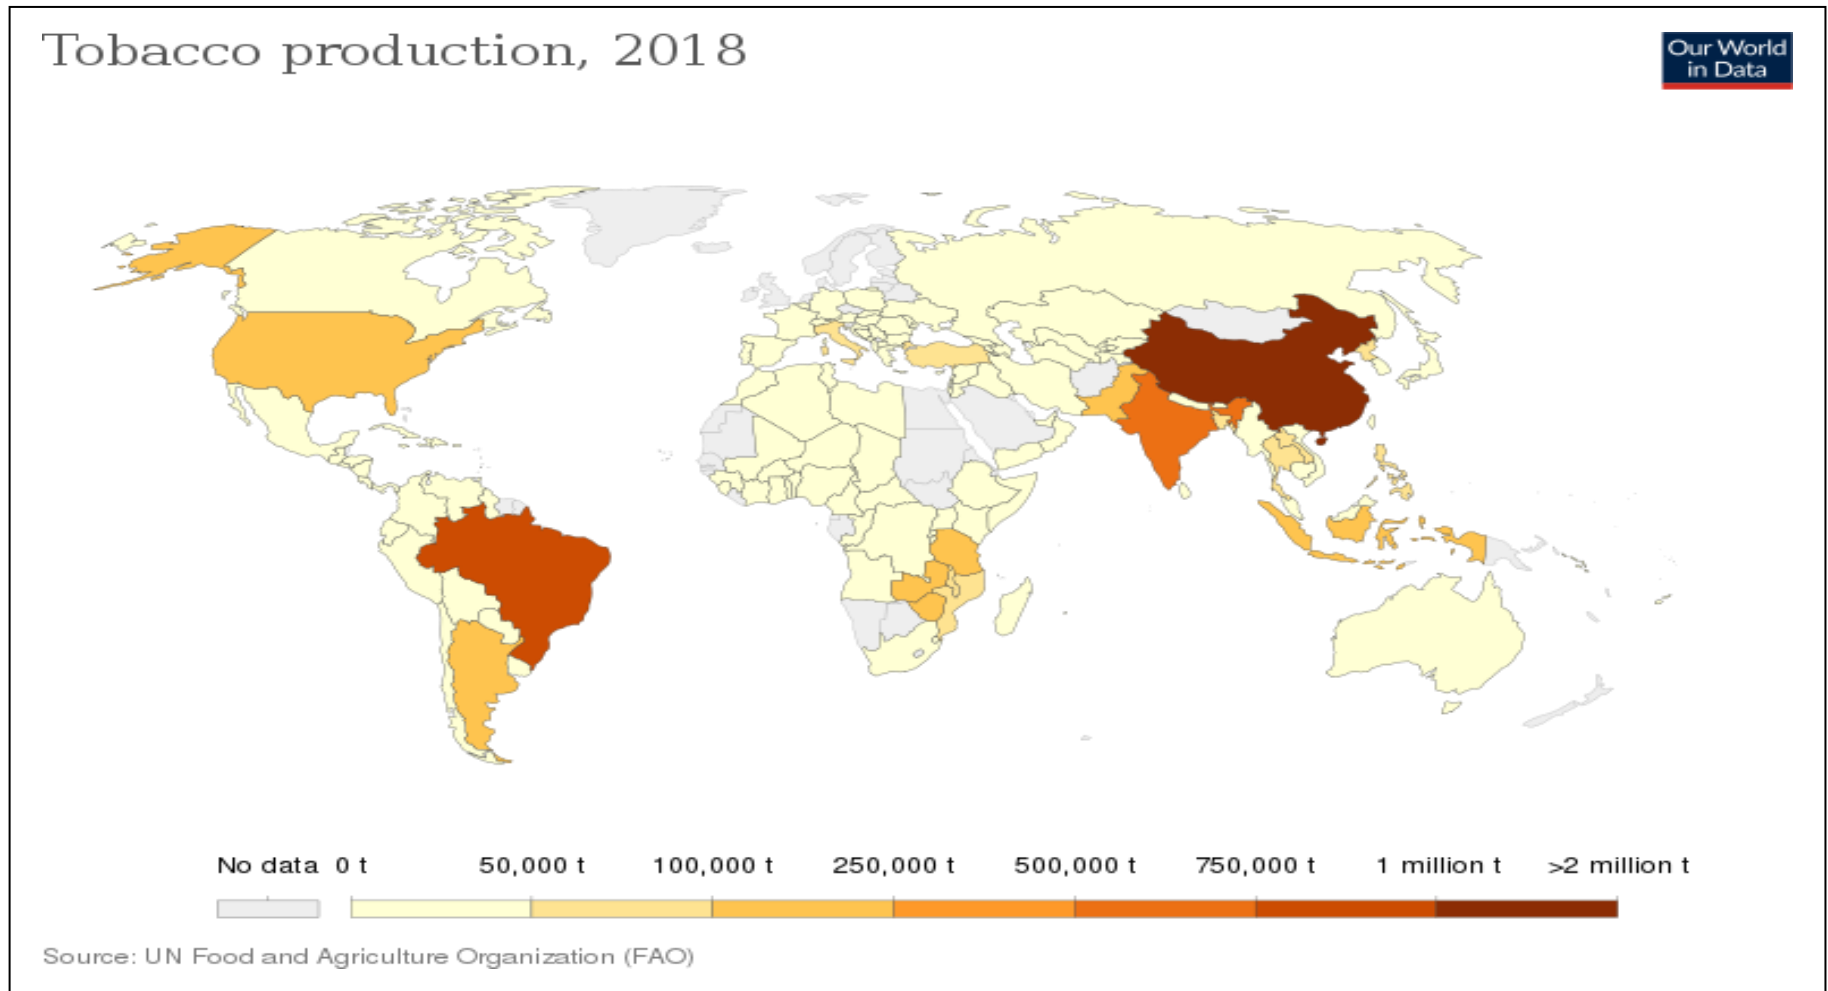 Tobacco production, 2018
Our World
in Data
No data 0 t 50,000 t 100,000 t 250,000 t 500,000 t 750,000 t 1 million t >2 million t
Source: UN Food and Agriculture Organization (FAO)